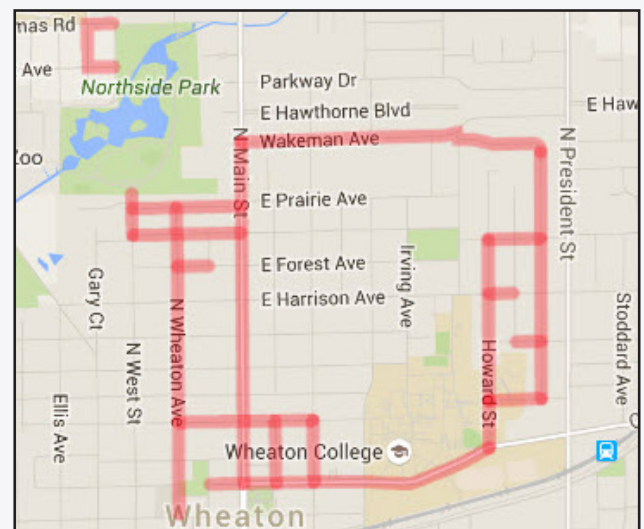 mas Rd
Ave
Northside Park
Parkway Dr
E Hawthorne Blvd
E Haw
Zoo
N Main St
Wakeman Ave
N President St
E Prairie Ave
Irving Ave
E Forest Ave
E Harrison Ave
Gary Ct
N West St
N Wheaton Ave
Howard St
Stoddard Ave
Ellis Ave
Wheaton College
C
Wheaton